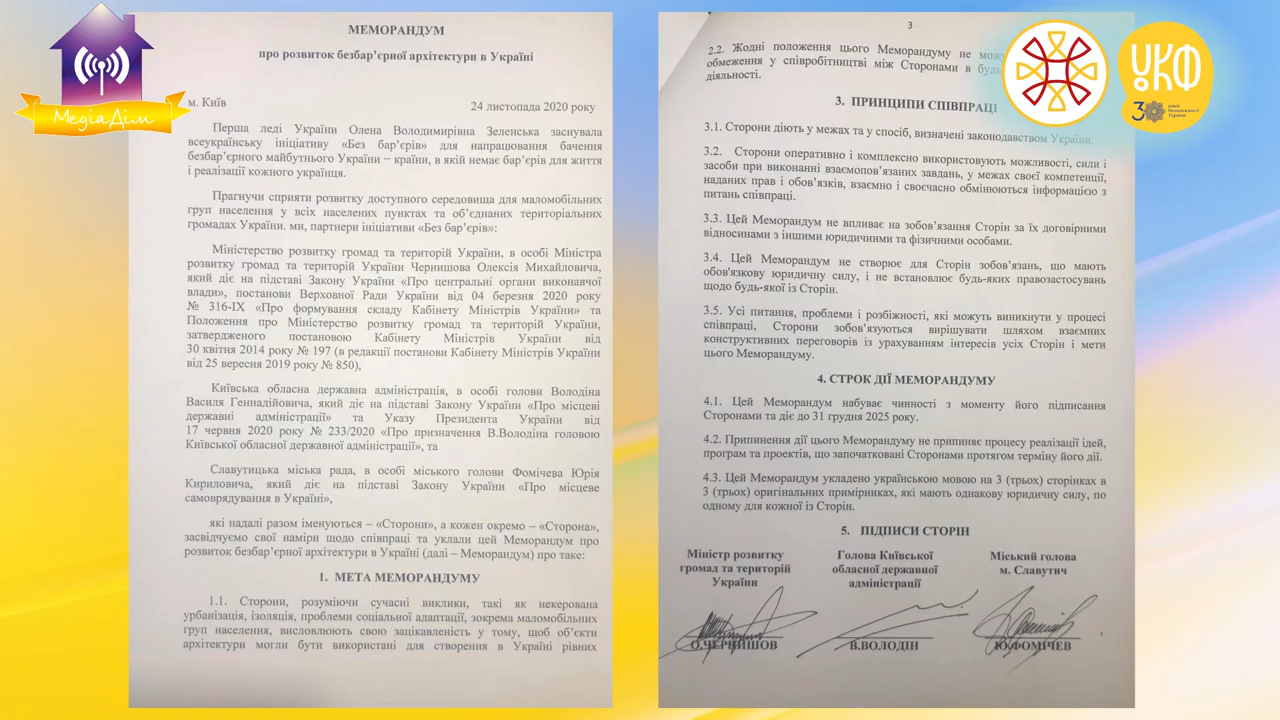 МедіаДім
МЕМОРАНДУМ
про розвиток безбар’єрної архітектури в Україні
м. Київ 24 листопада 2020 року
Перша леді України Олена Володимирівна Зеленська заснувала
всеукраїнську ініціативу «Без бар’єрів» для напрацювання бачення
безбар’єрного майбутнього України − країни, в якій немає бар’єрів для життя
і реалізації кожного українця.
Прагнучи сприяти розвитку доступного середовища для маломобільних
груп населення у всіх населених пунктах та об’єднаних територіальних
громадах України. ми, партнери ініціативи «Без бар’єрів»:
Міністерство розвитку громад та територій України, в особі Міністра
розвитку громад та територій України Чернишова Олексія Михайловича,
який діє на підставі Закону України «Про центральні органи виконавчої
влади», постанови Верховної Ради України від 04 березня 2020 року
№ 316-IX «Про формування складу Кабінету Міністрів України» та
Положення про Міністерство розвитку громад та територій України,
затвердженого постановою Кабінету Міністрів України від
30 квітня 2014 року № 197 (в редакції постанови Кабінету Міністрів України
від 25 вересня 2019 року № 850),
Київська обласна державна адміністрація, в особі голови Володіна
Василя Геннадійовича, який діє на підставі Закону України «Про місцеві
державні адміністрації» та Указу Президента України від
17 червня 2020 року № 233/2020 «Про призначення В.Володіна головою
Київської обласної державної адміністрації», та
Славутицька міська рада, в особі міського голови Фомічева Юрія
Кириловича, який діє на підставі Закону України «Про місцеве
самоврядування в Україні»,
які надалі разом іменуються – «Сторони», а кожен окремо – «Сторона»,
засвідчуємо свої наміри щодо співпраці та уклали цей Меморандум про
розвиток безбар’єрної архітектури в Україні (далі – Меморандум) про таке:
1. МЕТА МЕМОРАНДУМУ
1.1. Сторони, розуміючи сучасні виклики, такі як некерована
урбанізація, ізоляція, проблеми соціальної адаптації, зокрема маломобільних
груп населення, висловлюють свою зацікавленість у тому, щоб об’єкти
архітектури могли бути використані для створення в Україні рівних
3
2.2. Жодні положення цього Меморандуму не
обмеження у співробітництві між Сторонами в
діяльності.
3. ПРИНЦИПИ СПІВПРАЦІ
3.1. Сторони діють у межах та у спосіб, визначені законодавством України.
3.2. Сторони оперативно і комплексно використовують можливості, сили і
засоби при виконанні взаємопов’язаних завдань, у межах своєї компетенції,
наданих прав і обов’язків, взаємно і своєчасно обмінюються інформацією з
питань співпраці.
3.3. Цей Меморандум не впливає на зобов’язання Сторін за їх договірними
відносинами з іншими юридичними та фізичними особами.
3.4. Цей Меморандум не створює для Сторін зобов’язань, що мають
обов'язкову юридичну силу, і не встановлює будь-яких правозастосувань
щодо будь-якої із Сторін.
3.5. Усі питання, проблеми і розбіжності, які можуть виникнути у процесі
співпраці, Сторони зобов’язуються вирішувати шляхом взаємних
конструктивних переговорів із урахуванням інтересів усіх Сторін і мети
цього Меморандуму.
4. СТРОК ДІЇ МЕМОРАНДУМУ
4.1. Цей Меморандум набуває чинності з моменту його підписання
Сторонами та діє до 31 грудня 2025 року.
4.2. Припинення дії цього Меморандуму не припиняє процесу реалізації ідей,
програм та проектів, що започатковані Сторонами протягом терміну його дії.
4.3. Цей Меморандум укладено українською мовою на 3 (трьох) сторінках в
3 (трьох) оригінальних примірниках, які мають однакову юридичну силу, по
одному для кожної із Сторін.
5. ПІДПИСИ СТОРІН
Міністр розвитку
громад та територій
України
О.ЧЕРНИШОВ
Голова Київської
обласної державної
адміністрації
В.ВОЛОДІН
Міський голова
м. Славутич
Ю.ФОМІЧЕВ
УКФ
30 років
Незалежності
України